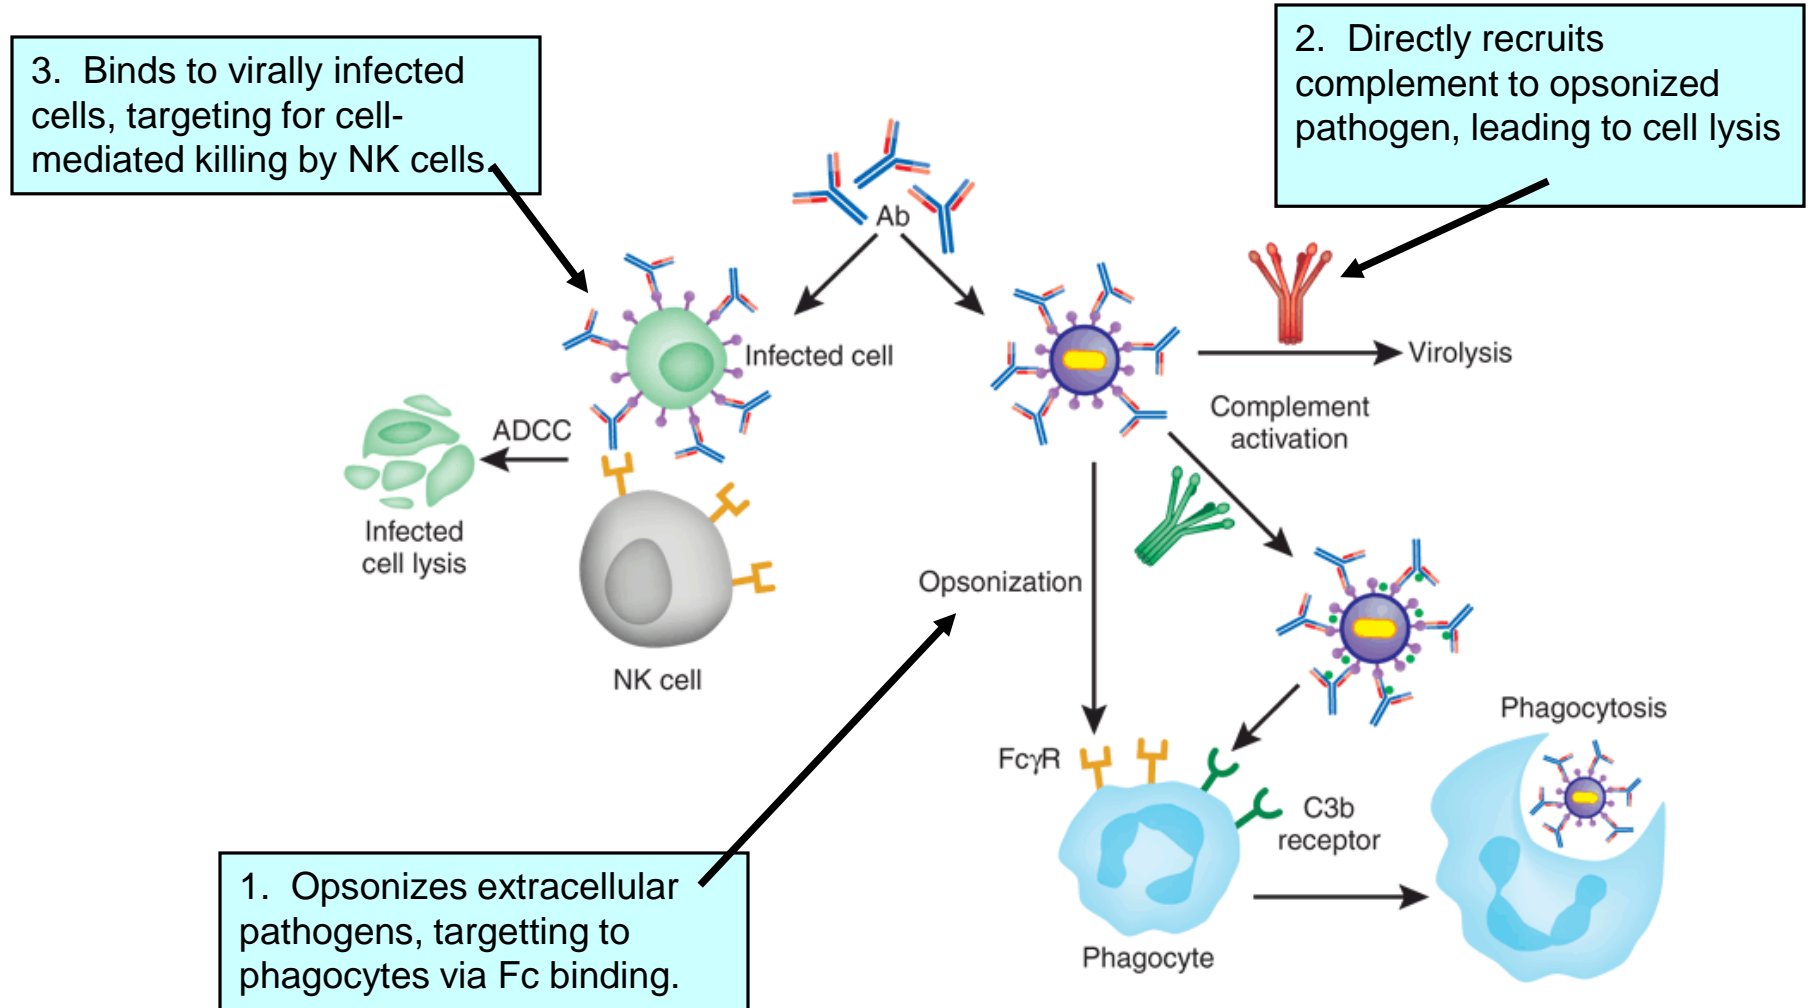 3.  Binds to virally infected
cells, targeting for cell-
mediated killing by NK cells.
2.  Directly recruits
complement to opsonized
pathogen, leading to cell lysis
Ab
Infected cell
Virolysis
Complement
activation
ADCC
Infected
cell lysis
NK cell
Opsonization
Phagocytosis
FcγR
C3b
receptor
Phagocyte
1.  Opsonizes extracellular
pathogens, targetting to
phagocytes via Fc binding.